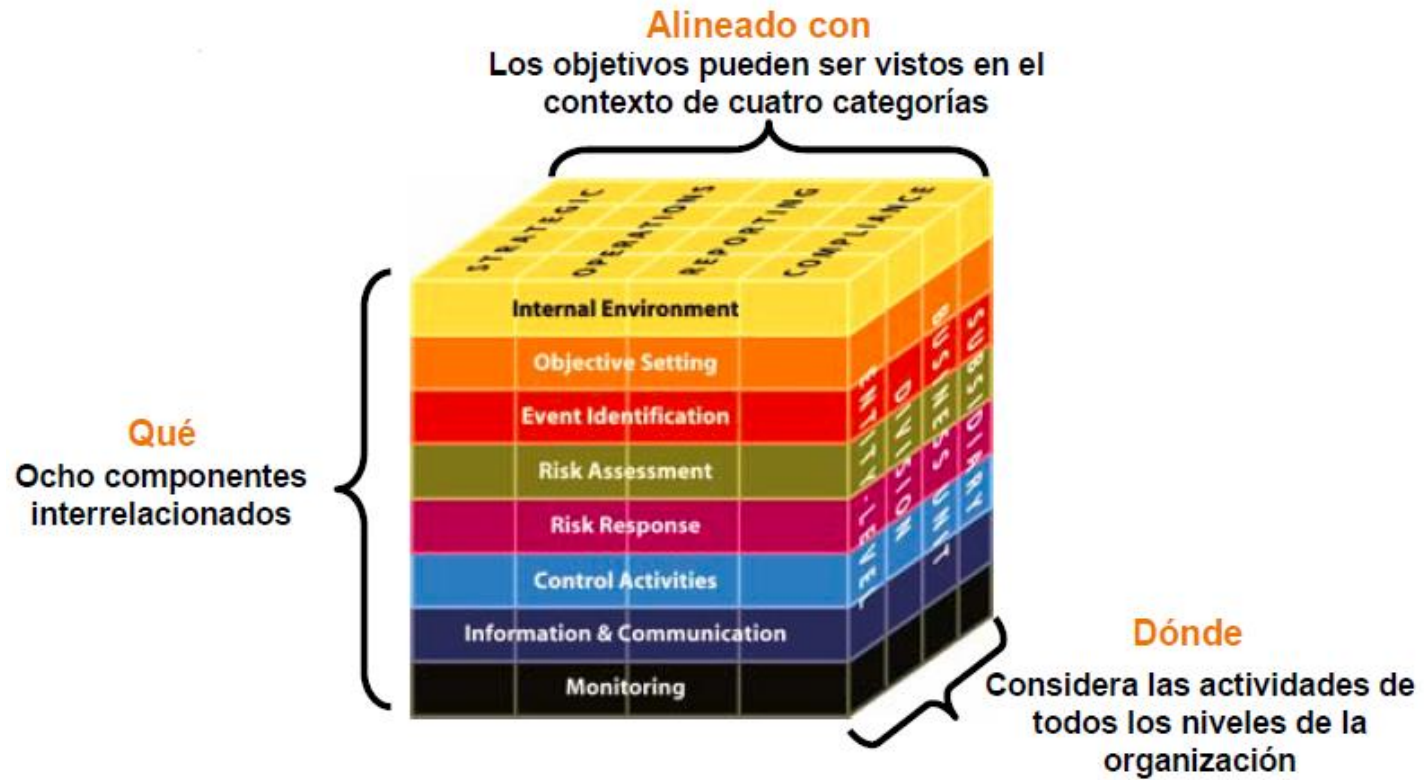 Alineado con
Los objetivos pueden ser vistos en el
contexto de cuatro categorías
STRATEGIC
OPERATIONS
REPORTING
COMPLIANCE
Internal Environment
Objective Setting
Event Identification
Risk Assessment
Risk Response
Control Activities
Information & Communication
Monitoring
ENTITY-LEVEL
DIVISION
BUSINESS UNIT
SUBSIDIARY
Qué
Ocho componentes
interrelacionados
Dónde
Considera las actividades de
todos los niveles de la
organización